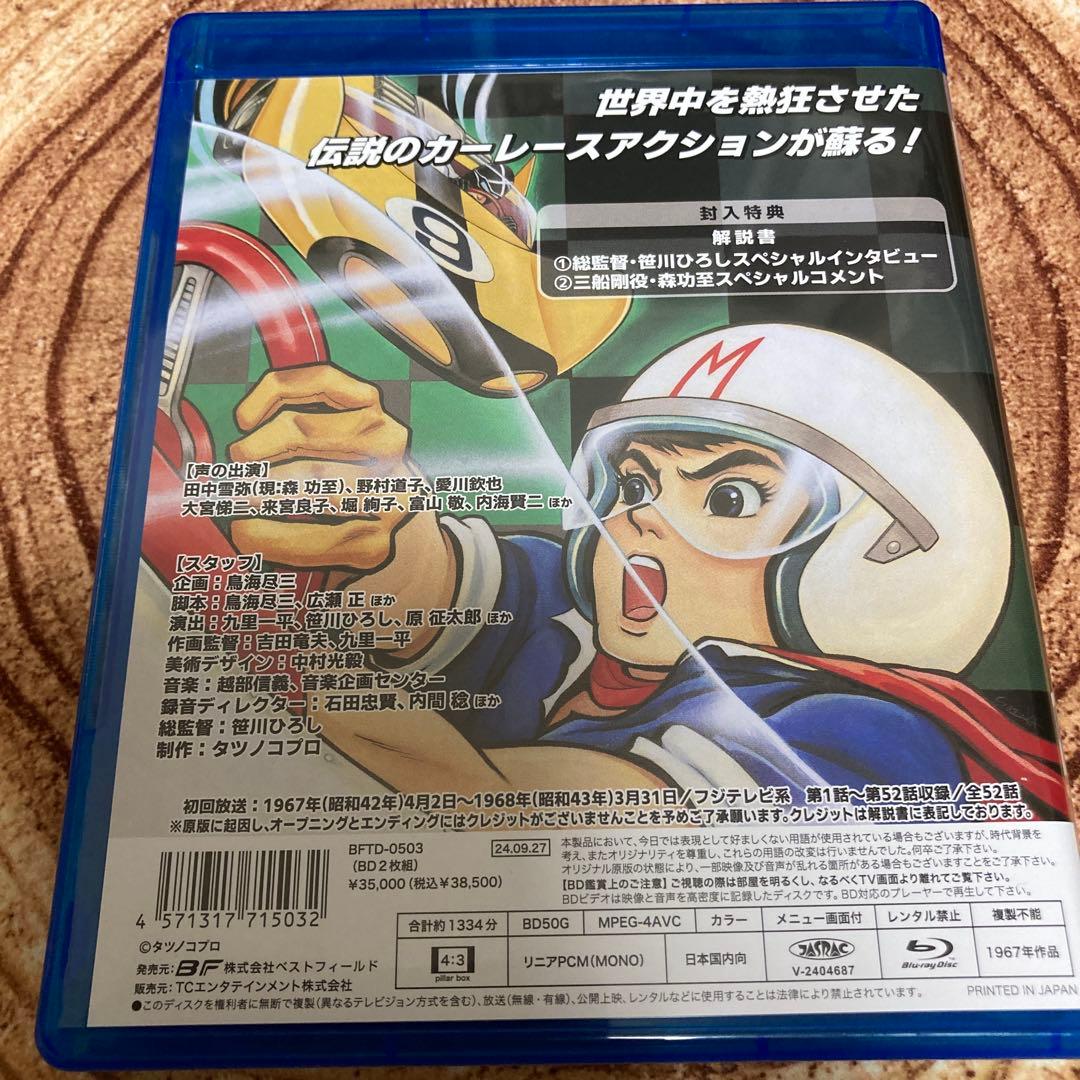 世界中を熱狂させた
伝説のカーレースアクションが蘇る!
封入特典
解説書
①総監督・笹川ひろしスペシャルインタビュー
②三船剛役・森功至スペシャルコメント
9
M
【声の出演】
田中雪弥(現:森 功至)、野村道子、愛川欽也
大宮悌二、来宮良子、堀 絢子、富山 敬、内海賢二 ほか
【スタッフ】
企画:鳥海尽三
脚本:鳥海尽三、広瀬 正 ほか
演出:九里一平、笹川ひろし、原 征太郎 ほか
作画監督:吉田竜夫、九里一平
美術デザイン:中村光毅
音楽:越部信義、音楽企画センター
録音ディレクター:石田忠賢、内間 稔 ほか
総監督:笹川ひろし
制作:タツノコプロ
初回放送:1967年(昭和42年)4月2日〜1968年(昭和43年)3月31日/フジテレビ系 第1話〜第52話収録/全52話
※原版に起因し、オープニングとエンディングにはクレジットがございませんことを予めご了承願います。クレジットは解説書に表記しております。
BFTD-0503
(BD2枚組)
24.09.27
¥35,000(税込¥38,500)
4 571317 715032
本製品において、今日では表現として好ましくない用語が使用されている場合もございますが、時代背景を
考え、またオリジナリティを尊重し、これらの用語の改変は行いませんでした。何卒ご了承下さい。
オリジナル原版の状態により、一部映像及び音声が乱れる箇所がある場合もございますことをご了承下さい。
【BD鑑賞上のご注意】ご視聴の際は部屋を明るくし、なるべくTV画面より離れてご覧下さい。
BDビデオは映像と音声を高密度に記録したディスクです。BD対応のプレーヤーで再生して下さい。
合計約1334分 BD50G MPEG-4AVC カラー メニュー画面付 レンタル禁止 複製不能
4:3
pillar box
リニアPCM(MONO)
日本国内向
JASRAC
V-2404687
Blu-ray Disc
1967年作品
©タツノコプロ
発売元: BF 株式会社ベストフィールド
販売元:TCエンタテインメント株式会社
PRINTED IN JAPAN
●このディスクを権利者に無断で複製(異なるテレビジョン方式を含む)、放送(無線・有線)、公開上映、レンタルなどに使用することは法律により禁止されています。